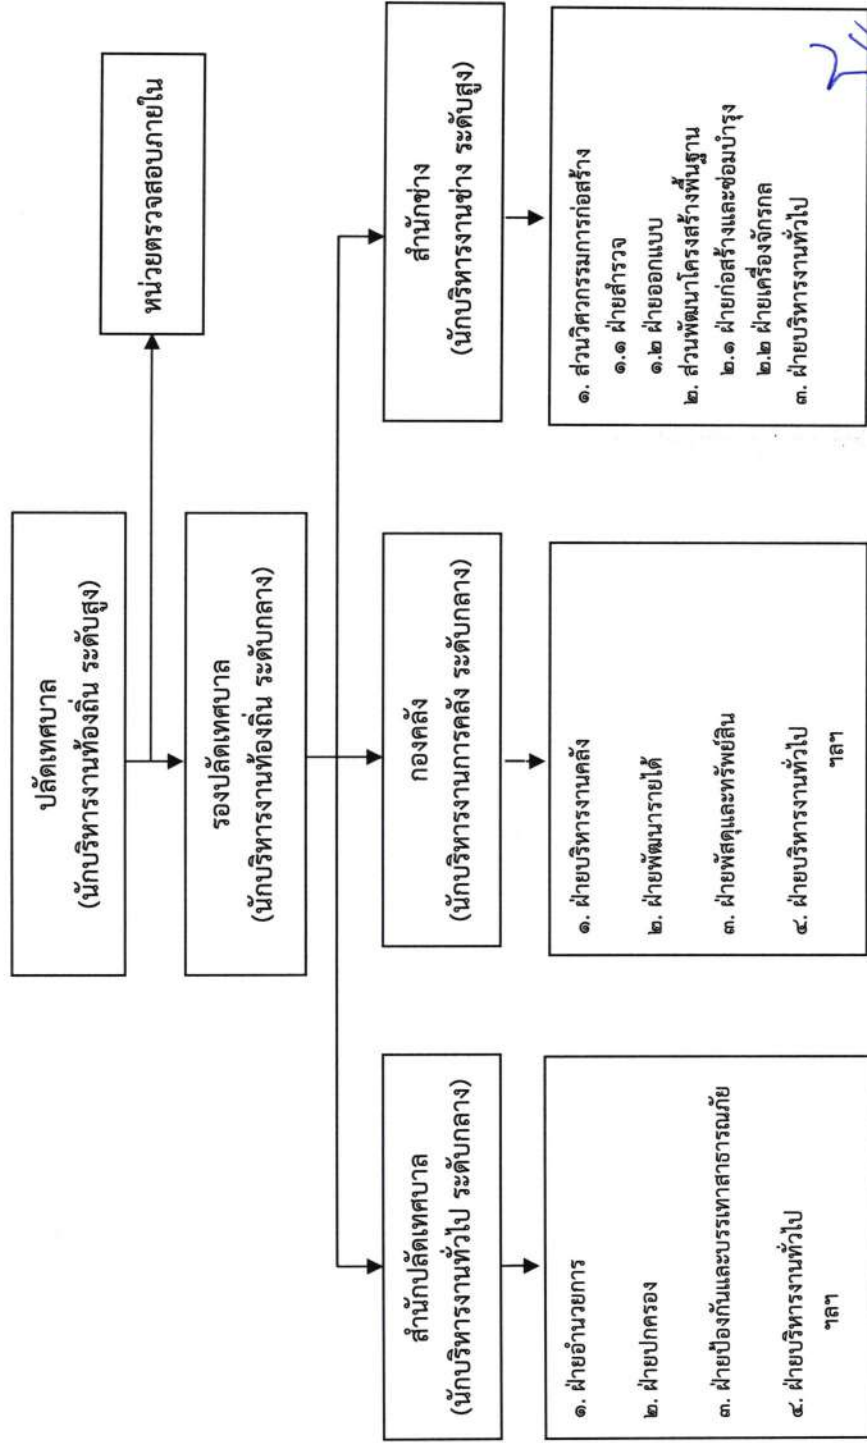 ปลัดเทศบาล
(นักบริหารงานท้องถิ่น ระดับสูง)
หน่วยตรวจสอบภายใน
รองปลัดเทศบาล
(นักบริหารงานท้องถิ่น ระดับกลาง)
สำนักปลัดเทศบาล
(นักบริหารงานทั่วไป ระดับกลาง)
กองคลัง
(นักบริหารงานการคลัง ระดับกลาง)
สำนักช่าง
(นักบริหารงานช่าง ระดับสูง)
๑. ฝ่ายอำนวยการ
๒. ฝ่ายปกครอง
๓. ฝ่ายป้องกันและบรรเทาสาธารณภัย
๔. ฝ่ายบริหารงานทั่วไป
ฯลฯ
๑. ฝ่ายบริหารงานคลัง
๒. ฝ่ายพัฒนารายได้
๓. ฝ่ายพัสดุและทรัพย์สิน
๔. ฝ่ายบริหารงานทั่วไป
ฯลฯ
๑. ส่วนวิศวกรรมการก่อสร้าง
๑.๑ ฝ่ายสำรวจ
๑.๒ ฝ่ายออกแบบ
๒. ส่วนพัฒนาโครงสร้างพื้นฐาน
๒.๑ ฝ่ายก่อสร้างและซ่อมบำรุง
๒.๒ ฝ่ายเครื่องจักรกล
๓. ฝ่ายบริหารงานทั่วไป